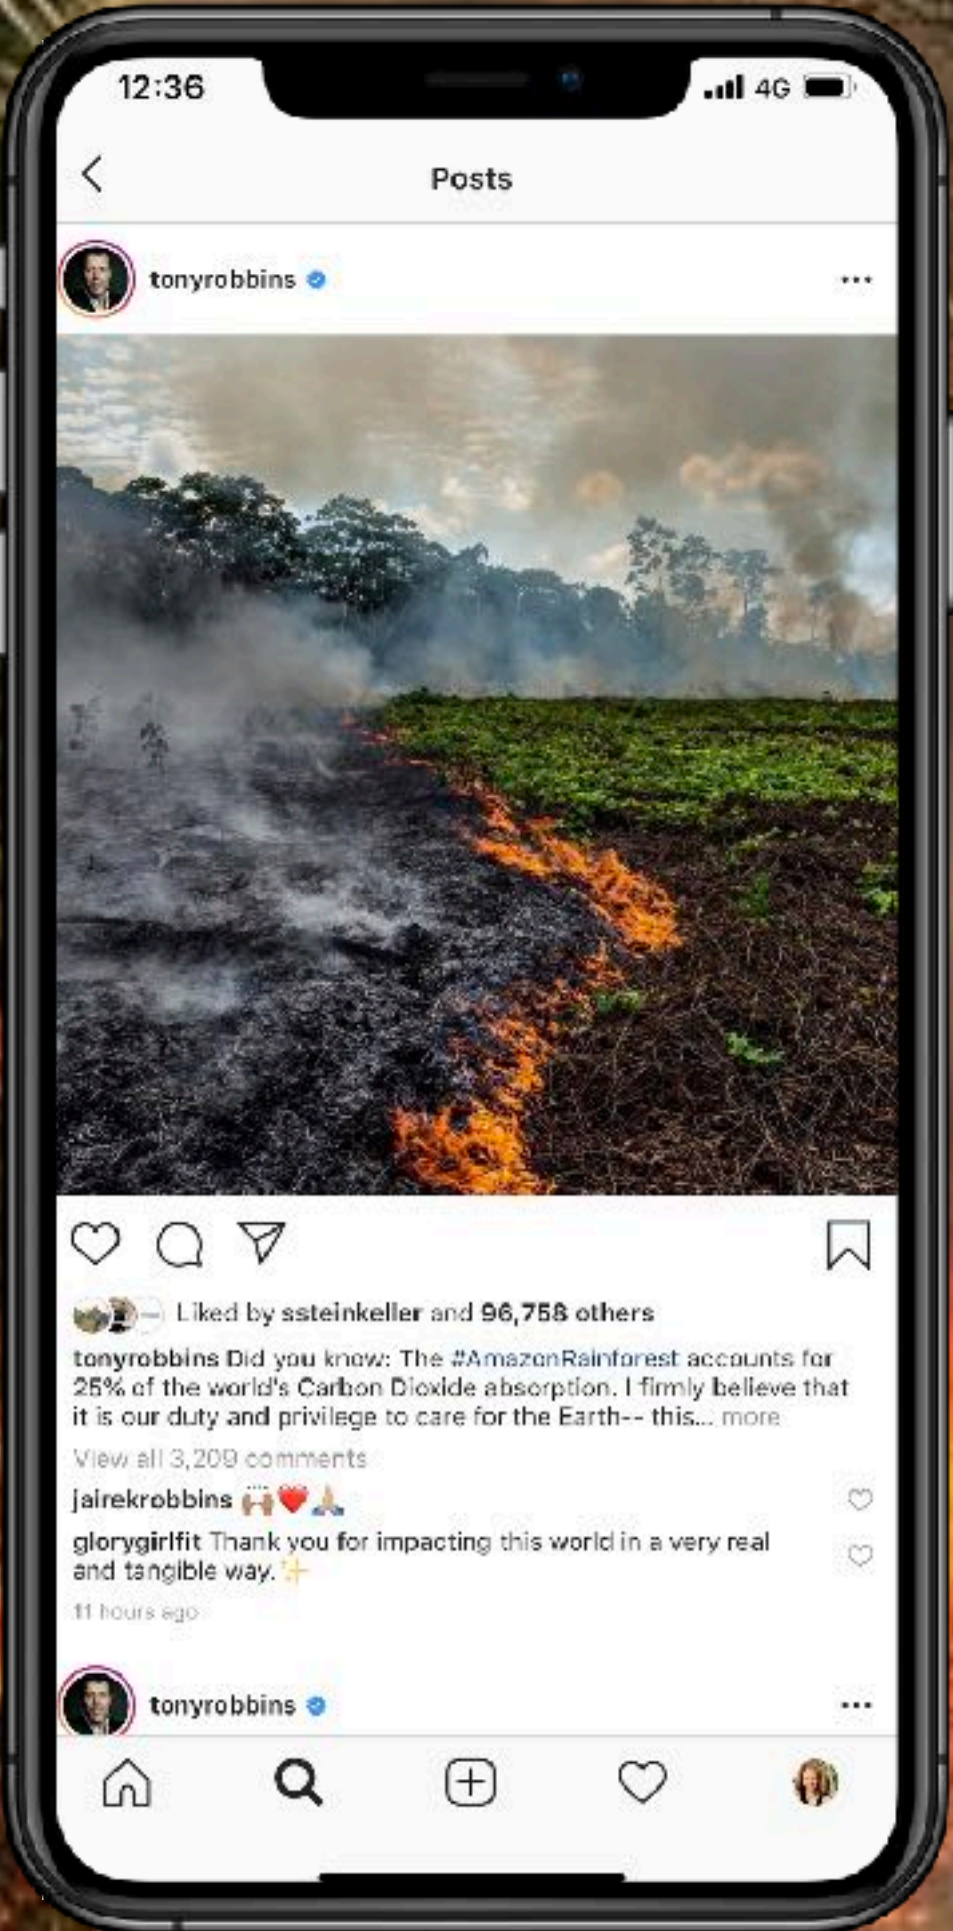 12:36
4G
Posts
tonyrobbins
Liked by ssteinkeller and 96,758 others
tonyrobbins Did you know: The #AmazonRainforest accounts for
25% of the world's Carbon Dioxide absorption. I firmly believe that
it is our duty and privilege to care for the Earth-- this... more
View all 3,209 comments
jairekrobbins 🙌🏽❤️🙏🏽
glorygirlfit Thank you for impacting this world in a very real
and tangible way. ✨
11 hours ago
tonyrobbins